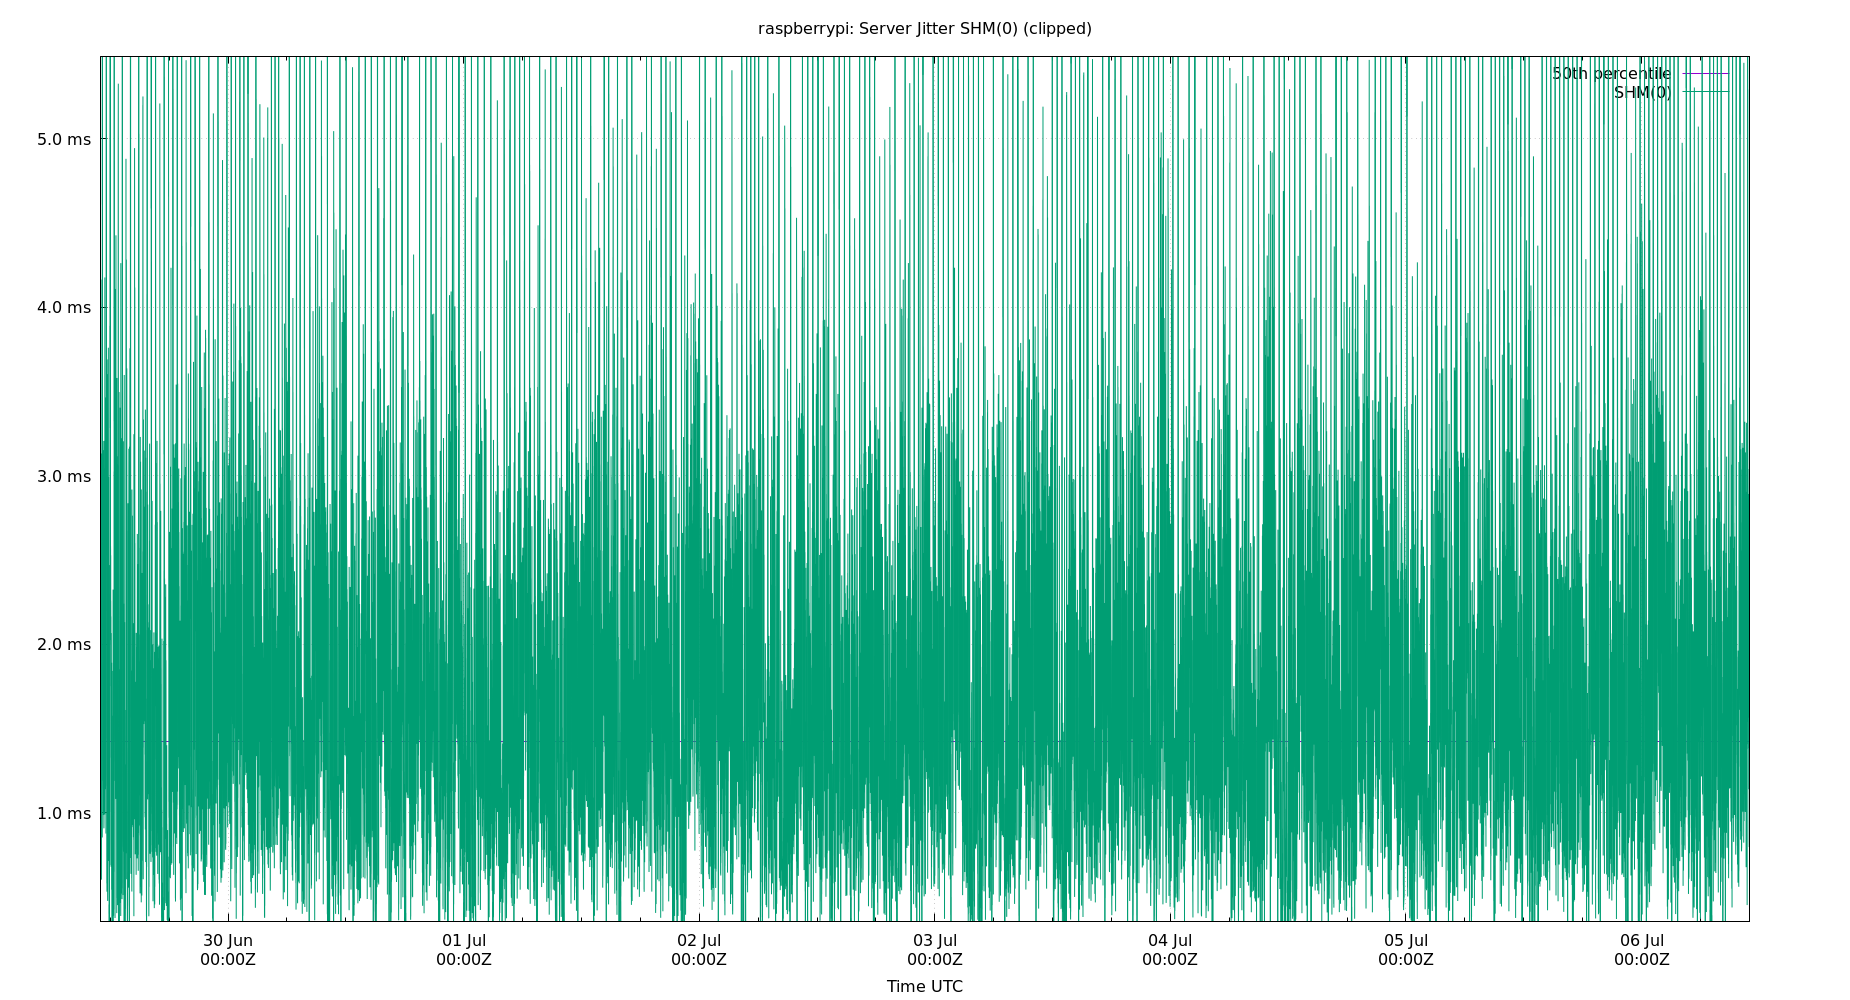 raspberrypi: Server Jitter SHM(0) (clipped)
50th percentile
SHM(0)
5.0 ms
4.0 ms
3.0 ms
2.0 ms
1.0 ms
30 Jun 01 Jul 02 Jul 03 Jul 04 Jul 05 Jul 06 Jul
00:00Z 00:00Z 00:00Z 00:00Z 00:00Z 00:00Z 00:00Z
Time UTC